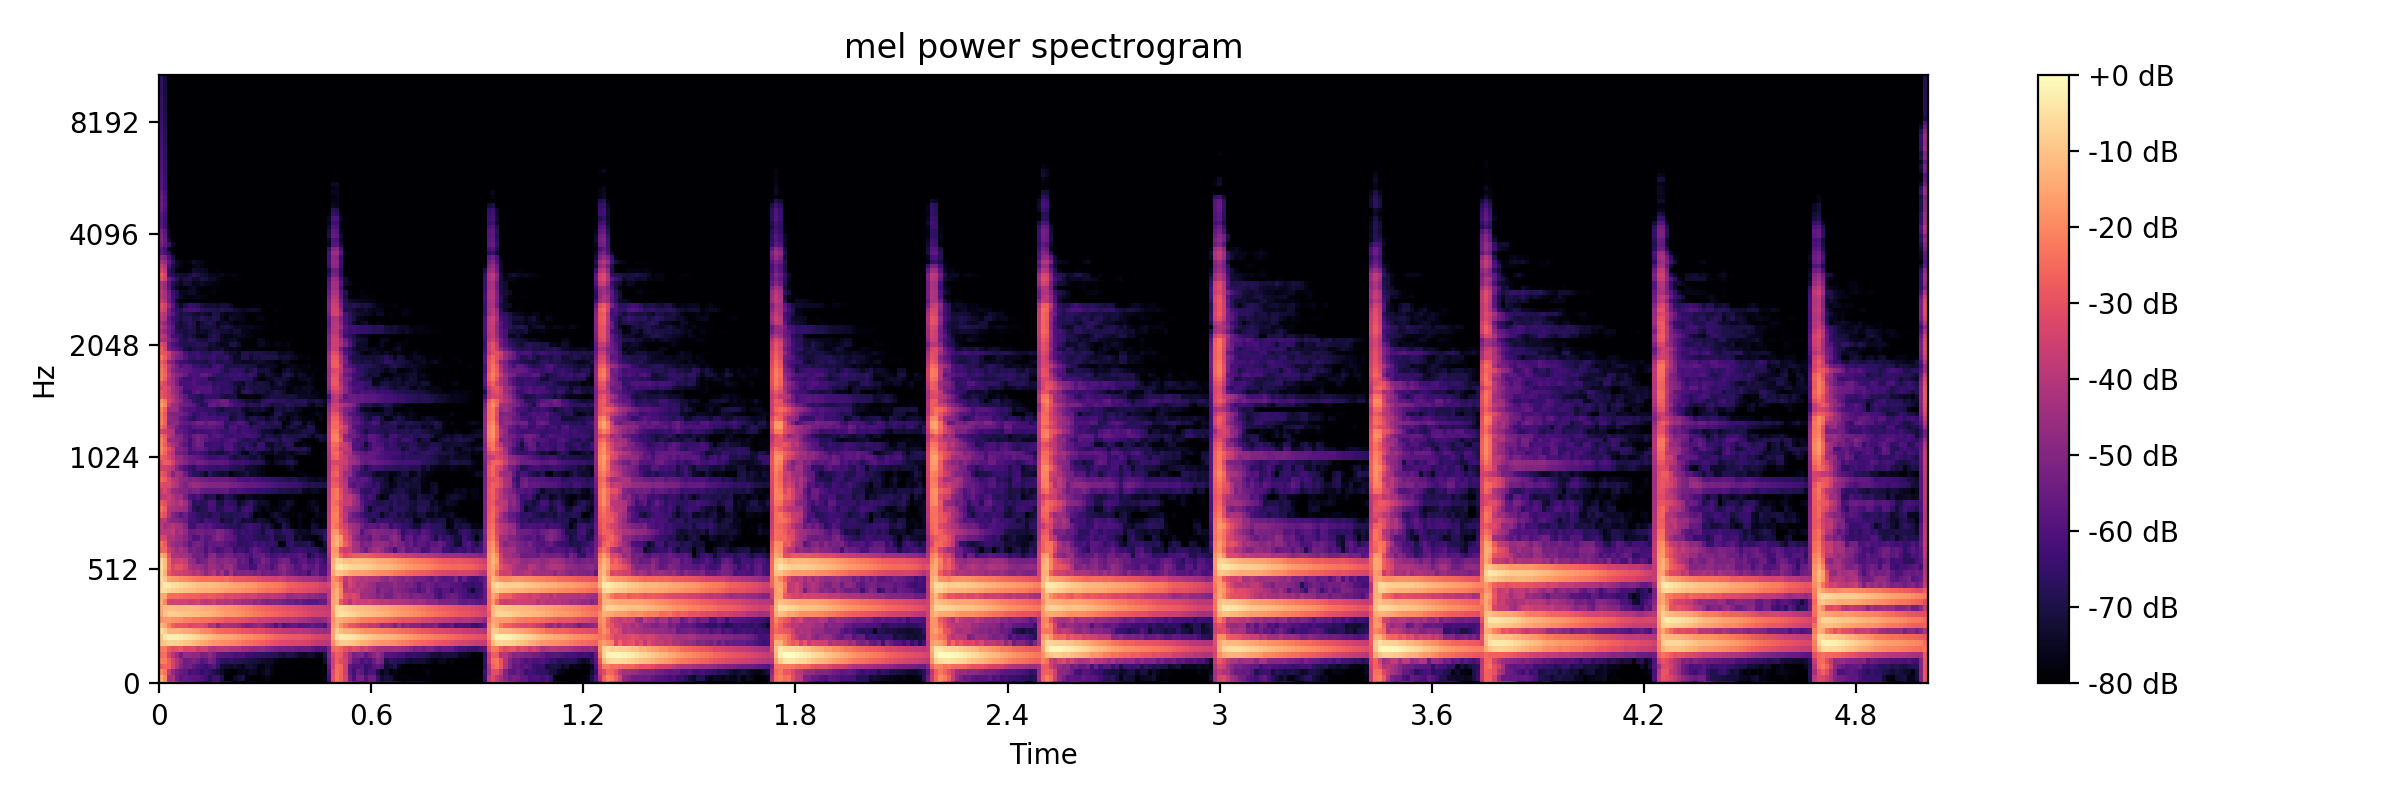 mel power spectrogram
Hz
8192
4096
2048
1024
512
0
0 0.6 1.2 1.8 2.4 3 3.6 4.2 4.8
Time
+0 dB
-10 dB
-20 dB
-30 dB
-40 dB
-50 dB
-60 dB
-70 dB
-80 dB